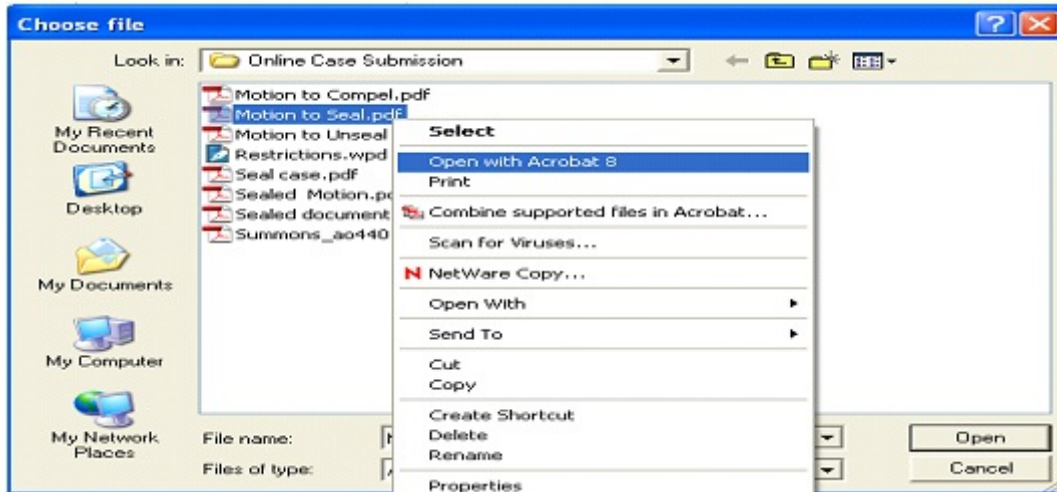 Choose file
Look in: Online Case Submission
My Recent
Documents
Desktop
My Documents
My Computer
My Network
Places
Motion to Compel.pdf
Motion to Seal.pdf
Motion to Unseal
Restrictions.wpd
Seal case.pdf
Sealed Motion.pd
Sealed document
Summons_ao440
Select
Open with Acrobat 8
Print
Combine supported files in Acrobat...
Scan for Viruses...
NetWare Copy...
Open With
Send To
Cut
Copy
Create Shortcut
Delete
Rename
Properties
File name:
Files of type:
Open
Cancel